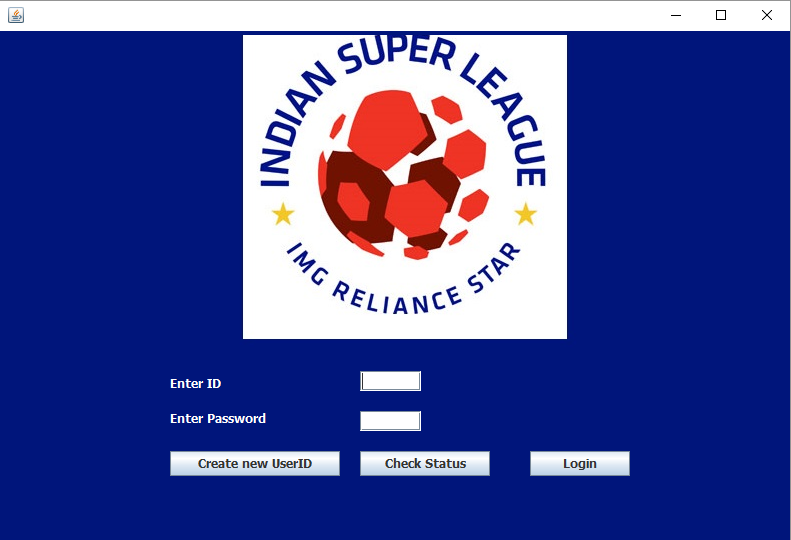 INDIAN SUPER LEAGUE
IMG RELIANCE STAR
Enter ID
Enter Password
Create new UserID
Check Status
Login